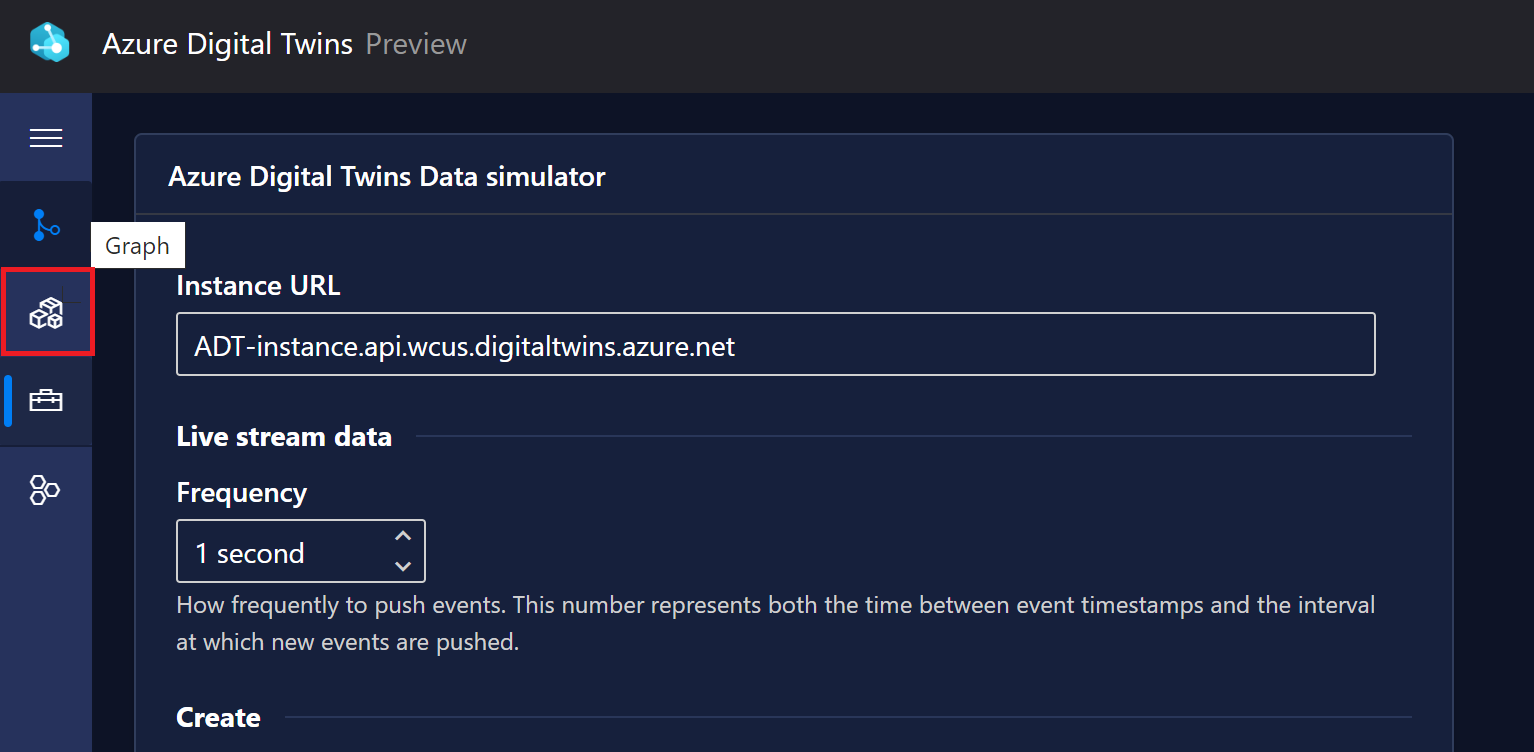 Azure Digital Twins Preview
Graph
Azure Digital Twins Data simulator
Instance URL
ADT-instance.api.wcus.digitaltwins.azure.net
Live stream data
Frequency
1 second
How frequently to push events. This number represents both the time between event timestamps and the interval
at which new events are pushed.
Create